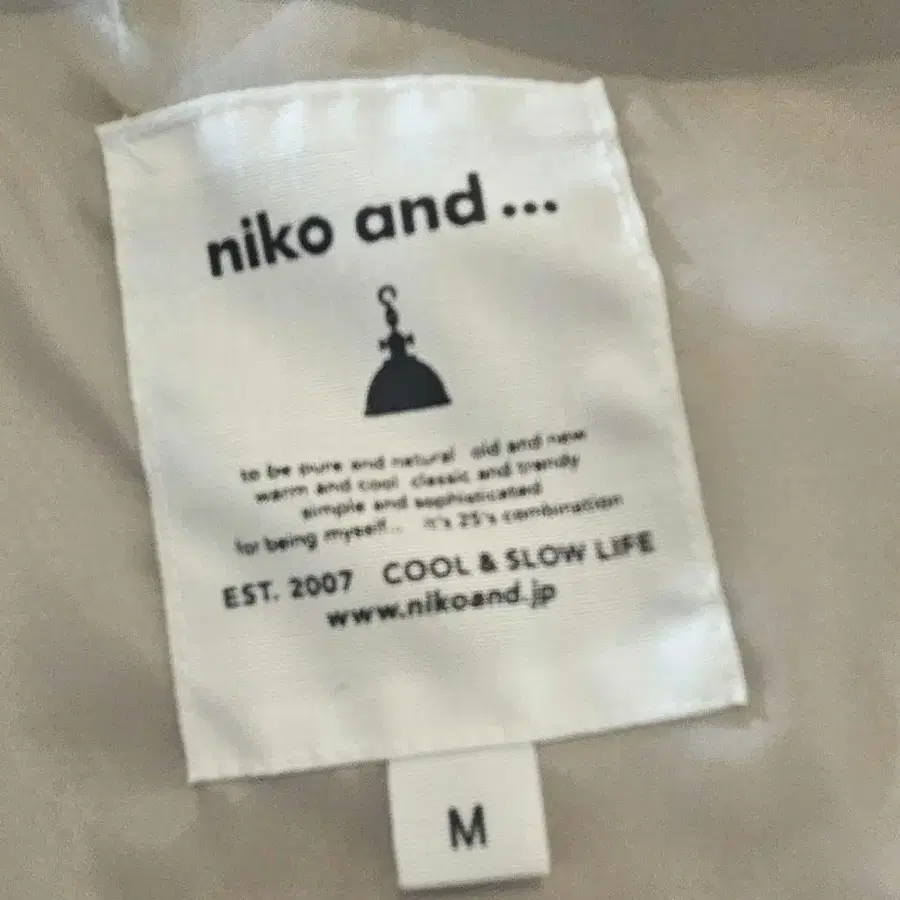 niko and ...
to be pure and natural old and new
warm and cool classic and trendy
simple and sophisticated
for being myself... it's 25's combination
EST. 2007 COOL & SLOW LIFE
www.nikoand.jp
M